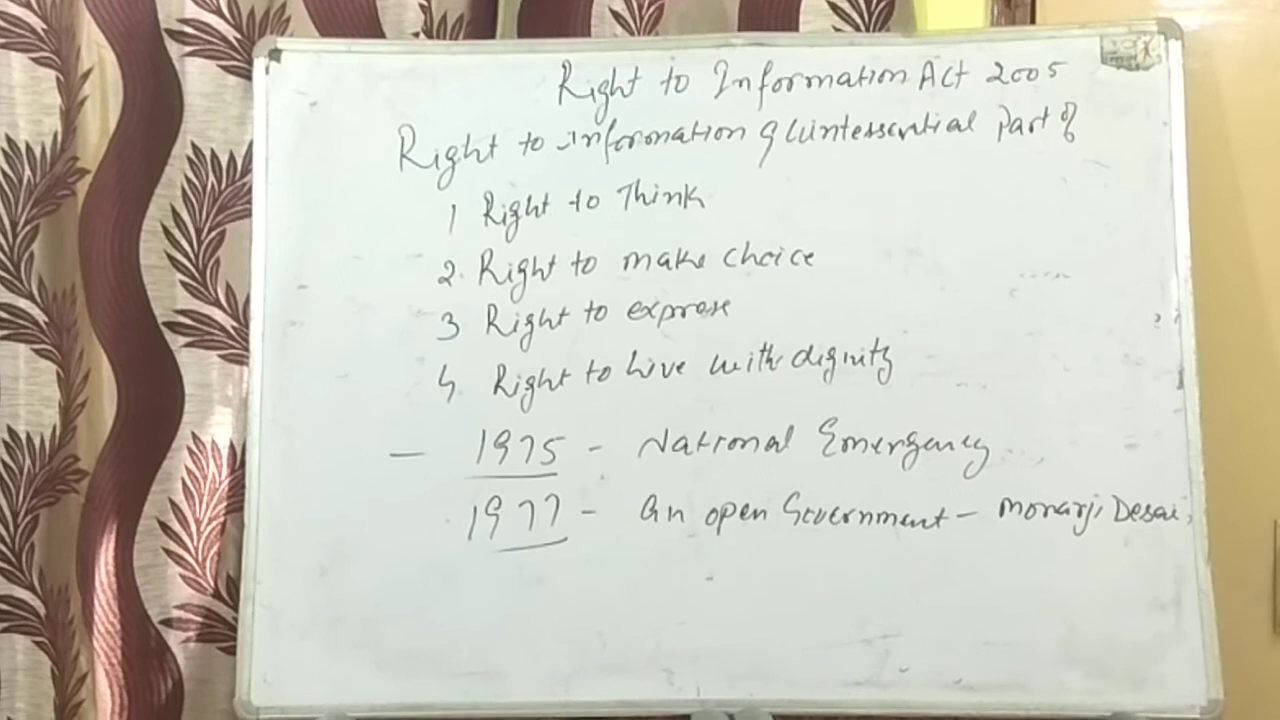 Right to Information Act 2005
Right to information quintessential Part of
1 Right to Think
2. Right to make choice
3 Right to express
4. Right to live with dignity
– 1975 – National Emergency
1977 – An open Government – Morarji Desai